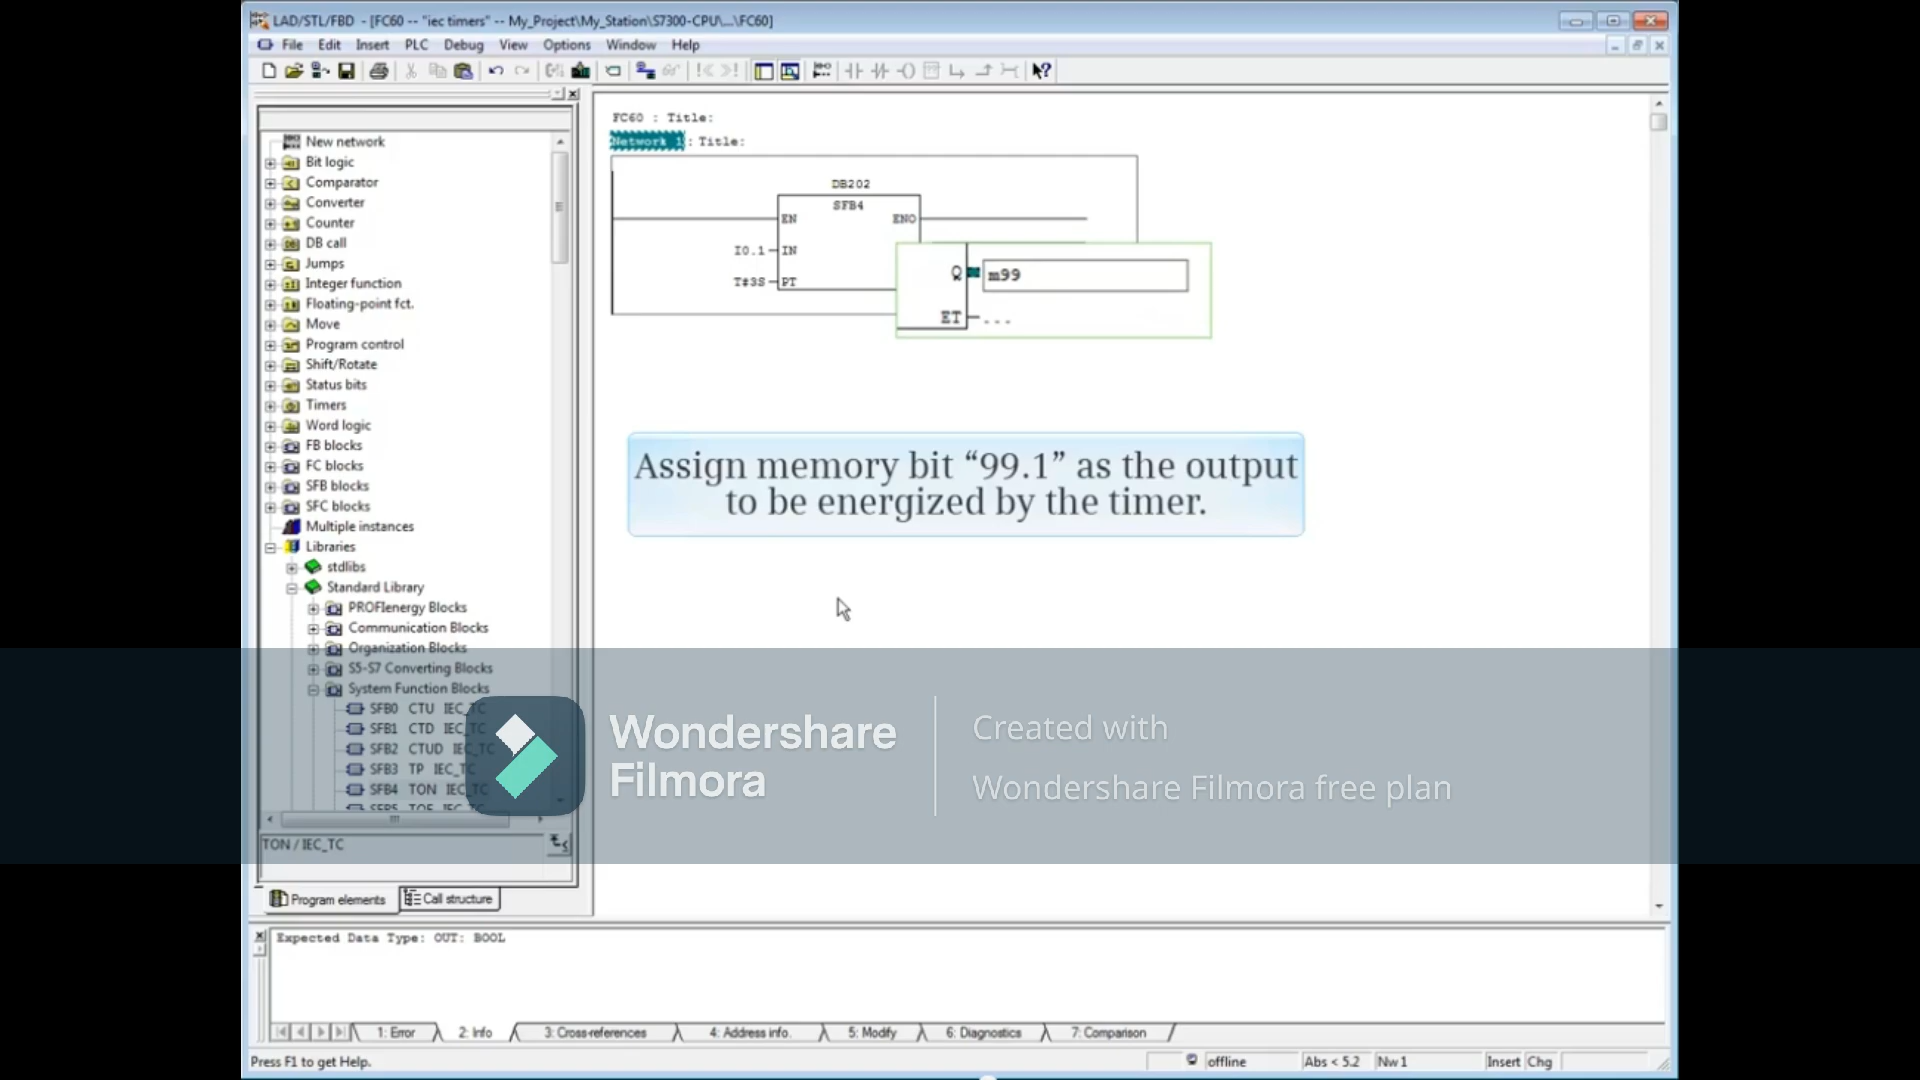 LAD/STL/FBD - [FC60 -- "iec timers" -- My_Project\My_Station\S7300-CPU\...\FC60]
File Edit Insert PLC Debug View Options Window Help
FC60 : Title:
Network 1: Title:
DB202
SFB4
EN ENO
I0.1 IN
T#3S PT
Q m99
ET ...
New network
Bit logic
Comparator
Converter
Counter
DB call
Jumps
Integer function
Floating-point fct.
Move
Program control
Shift/Rotate
Status bits
Timers
Word logic
FB blocks
FC blocks
SFB blocks
SFC blocks
Multiple instances
Libraries
stdlibs
Standard Library
PROFIenergy Blocks
Communication Blocks
Organization Blocks
S5-S7 Converting Blocks
System Function Blocks
SFB0 CTU IEC_TC
SFB1 CTD IEC_TC
SFB2 CTUD IEC_TC
SFB3 TP IEC_TC
SFB4 TON IEC_TC
SFB5 TOF IEC_TC
TON / IEC_TC
Program elements Call structure
Assign memory bit “99.1” as the output
to be energized by the timer.
Wondershare
Filmora
Created with
Wondershare Filmora free plan
Expected Data Type: OUT: BOOL
1: Error 2: Info 3: Cross-references 4: Address info. 5: Modify 6: Diagnostics 7: Comparison
Press F1 to get Help. offline Abs < 5.2 Nw 1 Insert Chg